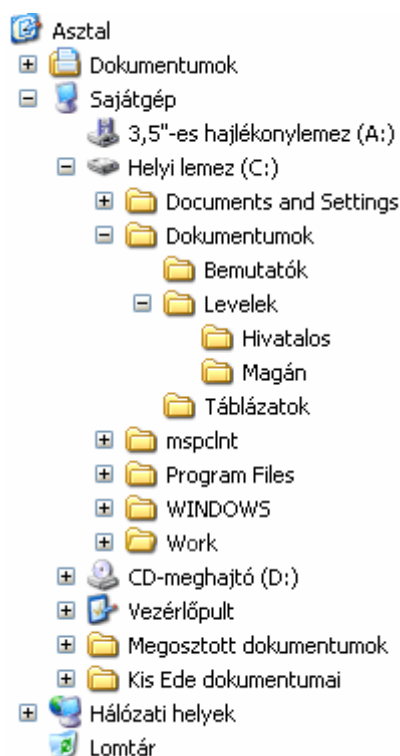 Asztal
Dokumentumok
Sajátgép
3,5"-es hajlékonylemez (A:)
Helyi lemez (C:)
Documents and Settings
Dokumentumok
Bemutatók
Levelek
Hivatalos
Magán
Táblázatok
mspclnt
Program Files
WINDOWS
Work
CD-meghajtó (D:)
Vezérlőpult
Megosztott dokumentumok
Kis Ede dokumentumai
Hálózati helyek
Lomtár